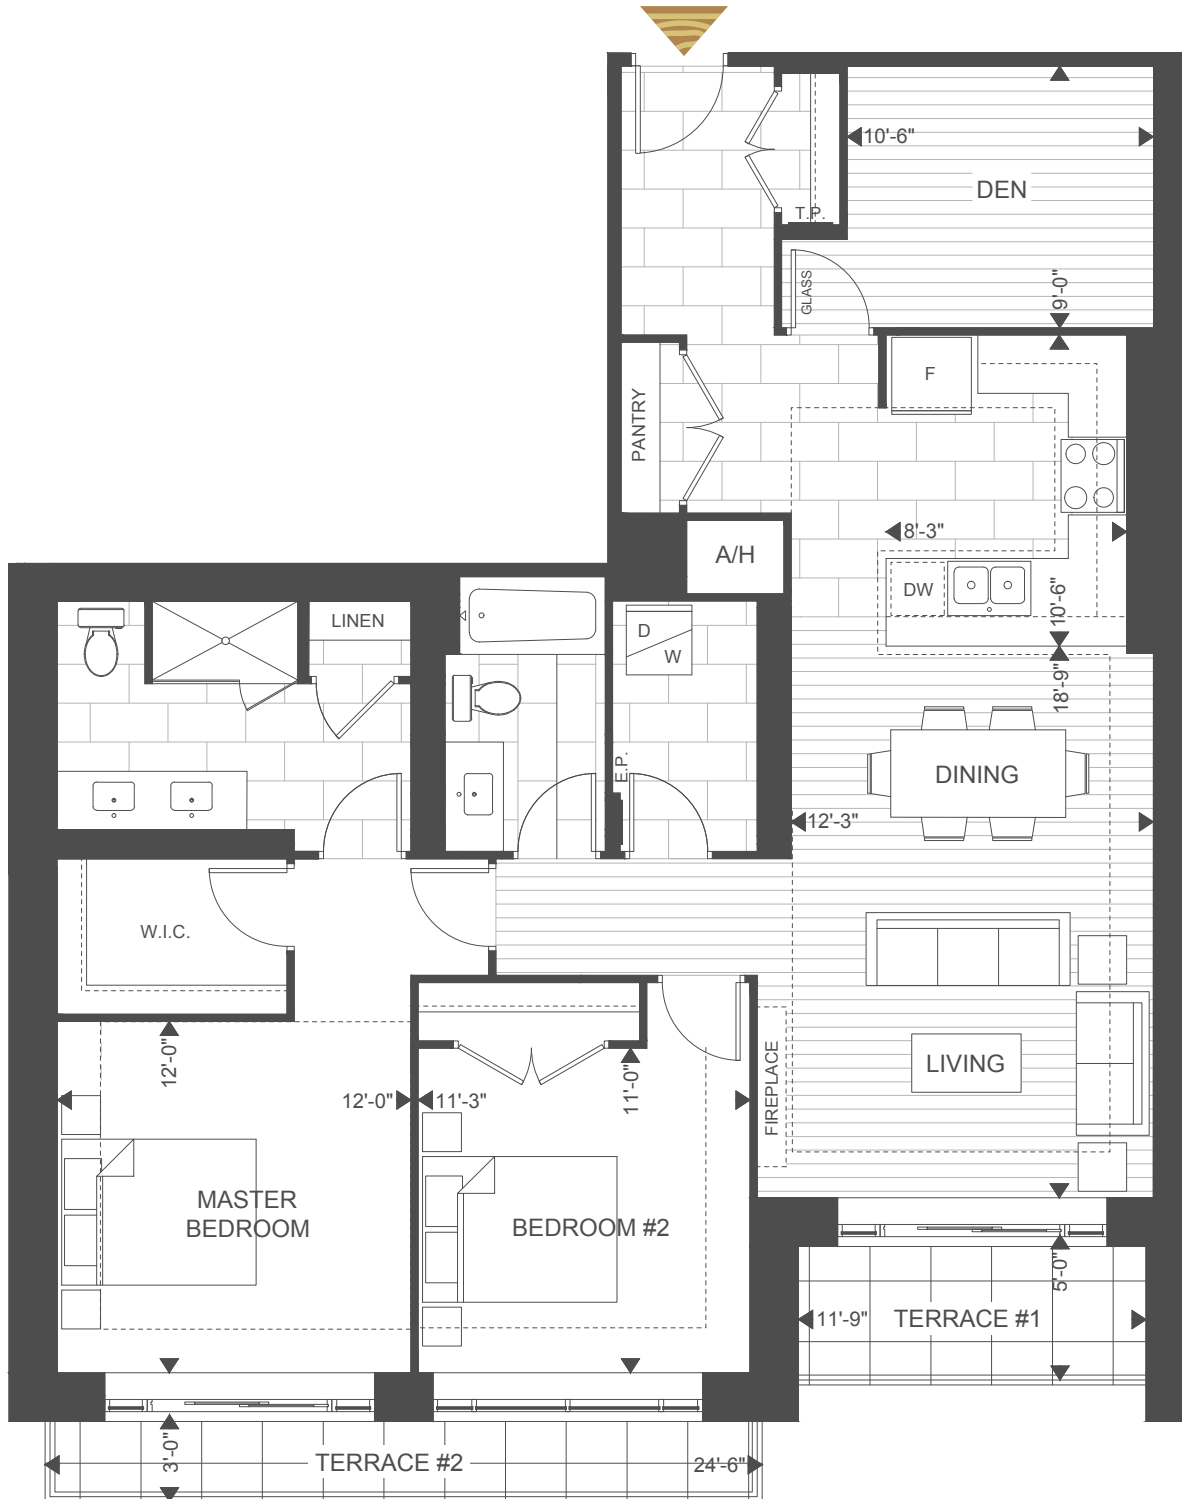 10'-6"
DEN
T.P.
GLASS
9'-0"
F
PANTRY
8'-3"
A/H
DW
10'-6"
LINEN
D
W
18'-9"
DINING
E.P.
12'-3"
W.I.C.
12'-0"
12'-0"
11'-3"
11'-0"
FIREPLACE
LIVING
MASTER
BEDROOM
BEDROOM #2
5'-0"
11'-9"
TERRACE #1
3'-0"
TERRACE #2
24'-6"